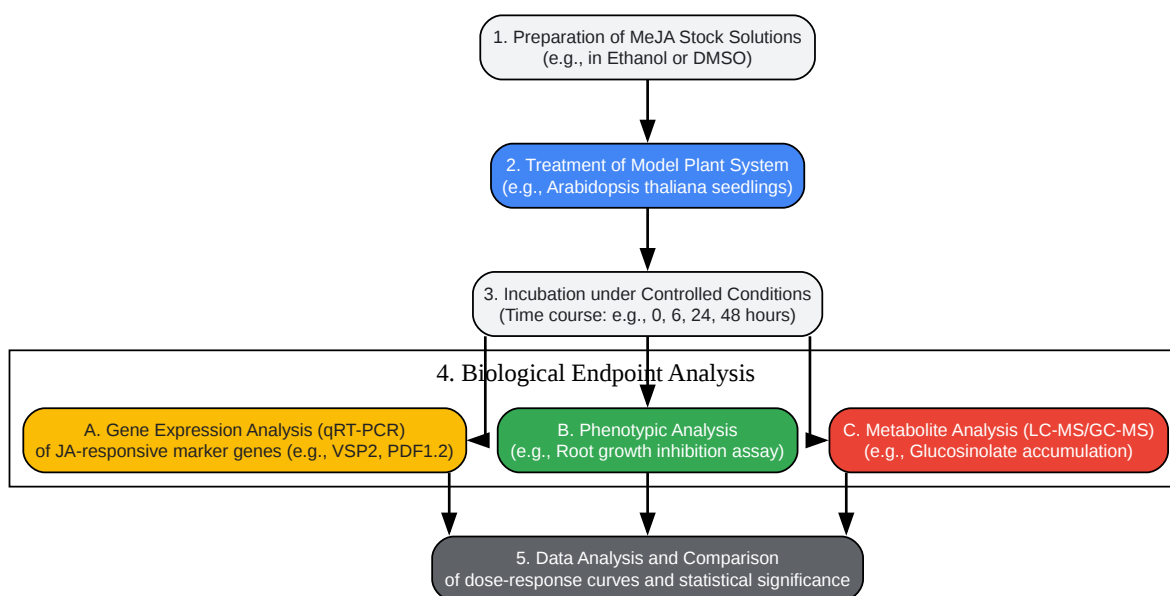 1. Preparation of MeJA Stock Solutions
(e.g., in Ethanol or DMSO)
2. Treatment of Model Plant System
(e.g., Arabidopsis thaliana seedlings)
3. Incubation under Controlled Conditions
(Time course: e.g., 0, 6, 24, 48 hours)
4. Biological Endpoint Analysis
A. Gene Expression Analysis (qRT-PCR)
of JA-responsive marker genes (e.g., VSP2, PDF1.2)
B. Phenotypic Analysis
(e.g., Root growth inhibition assay)
C. Metabolite Analysis (LC-MS/GC-MS)
(e.g., Glucosinolate accumulation)
5. Data Analysis and Comparison
of dose-response curves and statistical significance